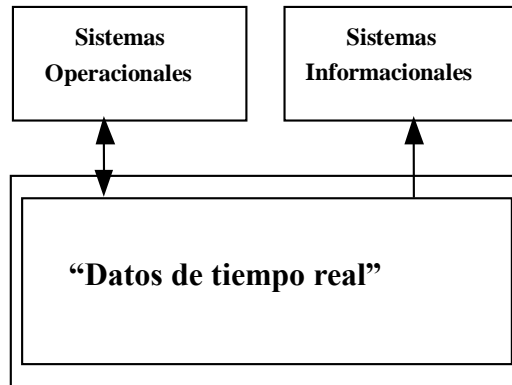 Sistemas
Operacionales
Sistemas
Informacionales
“Datos de tiempo real”